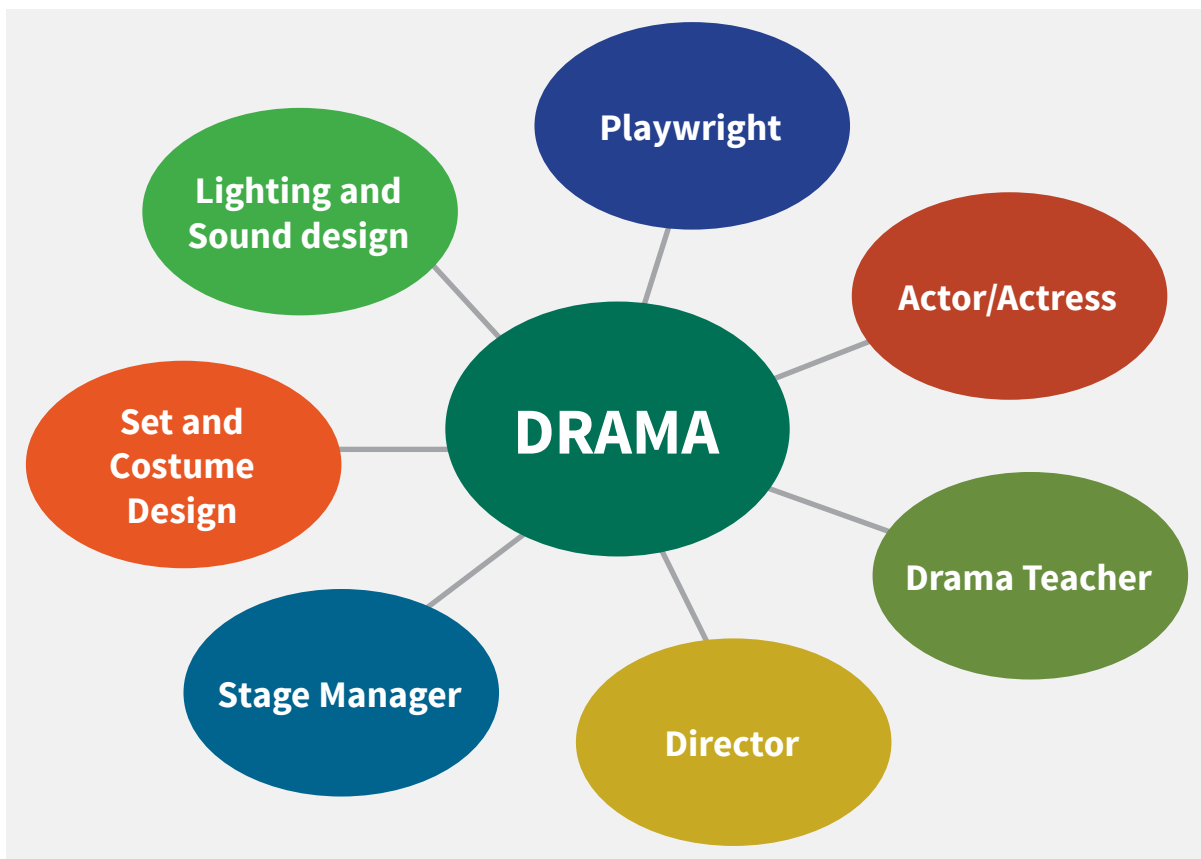 Playwright
Lighting and
Sound design
Actor/Actress
DRAMA
Set and
Costume
Design
Drama Teacher
Stage Manager
Director